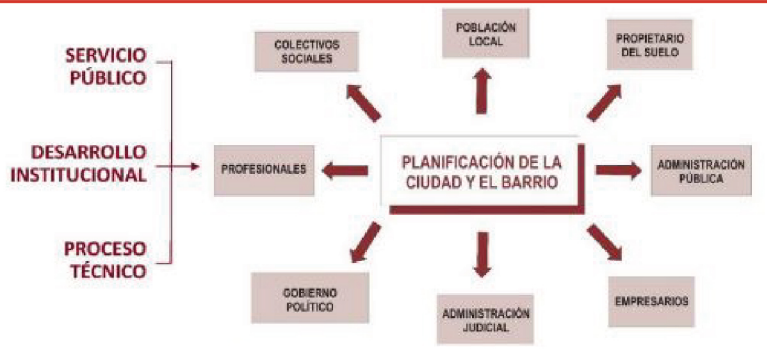 SERVICIO
PÚBLICO
DESARROLLO
INSTITUCIONAL
PROCESO
TÉCNICO
COLECTIVOS
SOCIALES
POBLACIÓN
LOCAL
PROPIETARIO
DEL SUELO
PROFESIONALES
PLANIFICACIÓN DE LA
CIUDAD Y EL BARRIO
ADMINISTRACIÓN
PÚBLICA
GOBIERNO
POLÍTICO
ADMINISTRACIÓN
JUDICIAL
EMPRESARIOS